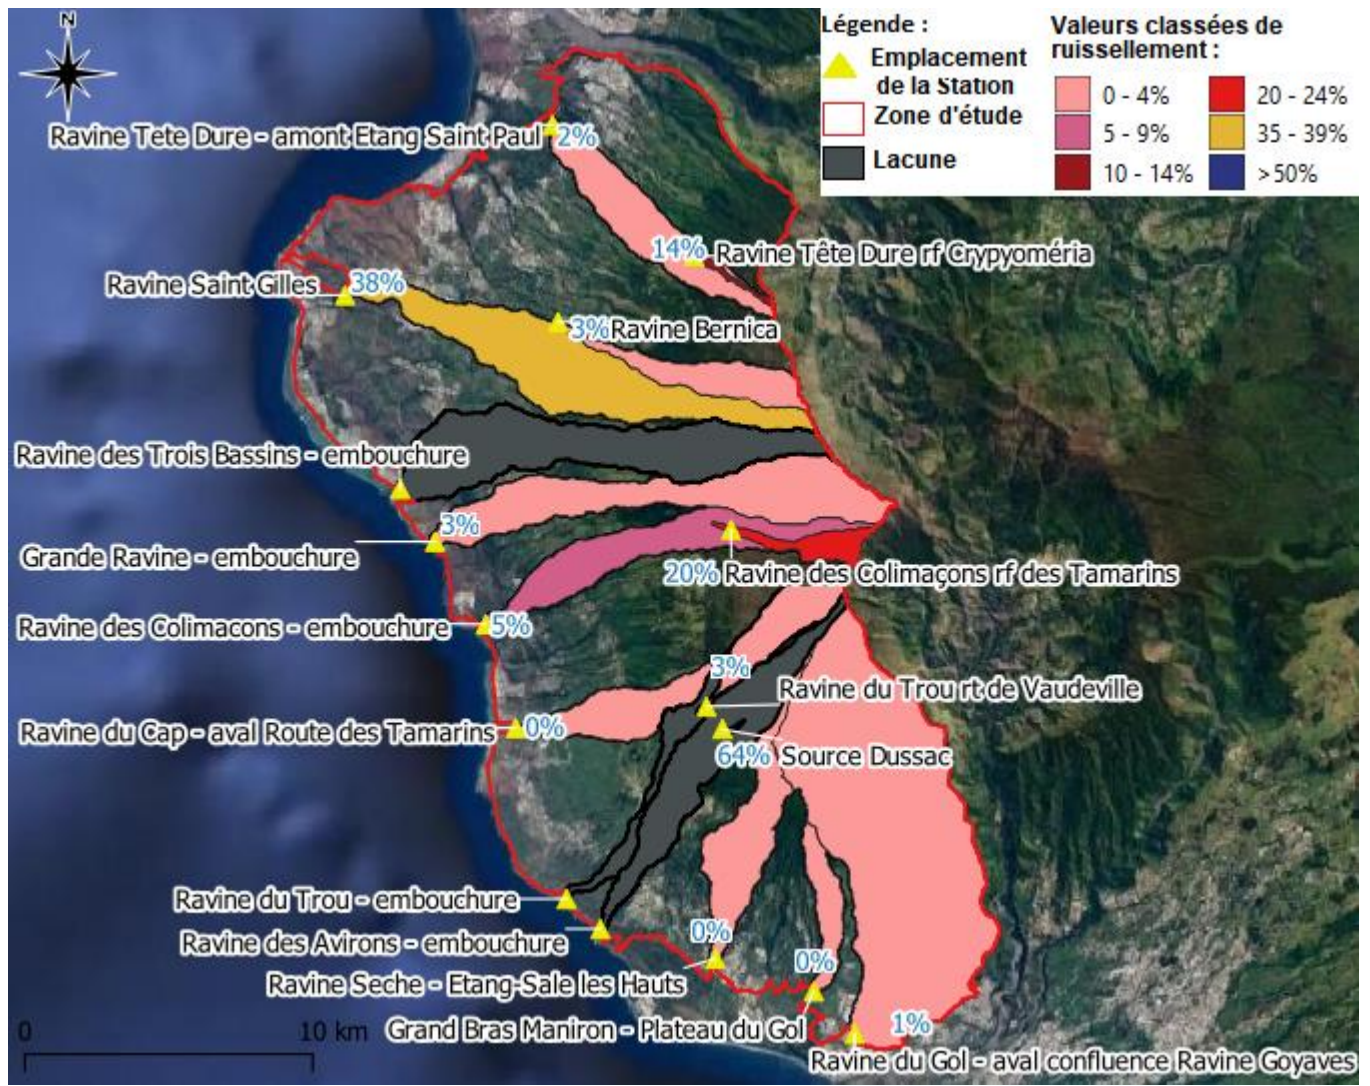 N
Légende :
Emplacement
de la Station
Zone d'étude
Lacune
Valeurs classées de
ruissellement :
0 - 4%
5 - 9%
10 - 14%
20 - 24%
35 - 39%
>50%
Ravine Tete Dure - amont Etang Saint Paul
2%
14%
Ravine Tête Dure rf Crypyoméria
Ravine Saint Gilles
38%
3%
Ravine Bernica
Ravine des Trois Bassins - embouchure
3%
Grande Ravine - embouchure
20%
Ravine des Colimaçons rf des Tamarins
Ravine des Colimacons - embouchure
5%
3%
Ravine du Trou rt de Vaudeville
Ravine du Cap - aval Route des Tamarins
0%
64%
Source Dussac
Ravine du Trou - embouchure
Ravine des Avirons - embouchure
0%
Ravine Seche - Etang-Sale les Hauts
0%
Grand Bras Maniron - Plateau du Gol
1%
Ravine du Gol - aval confluence Ravine Goyaves
0
10 km